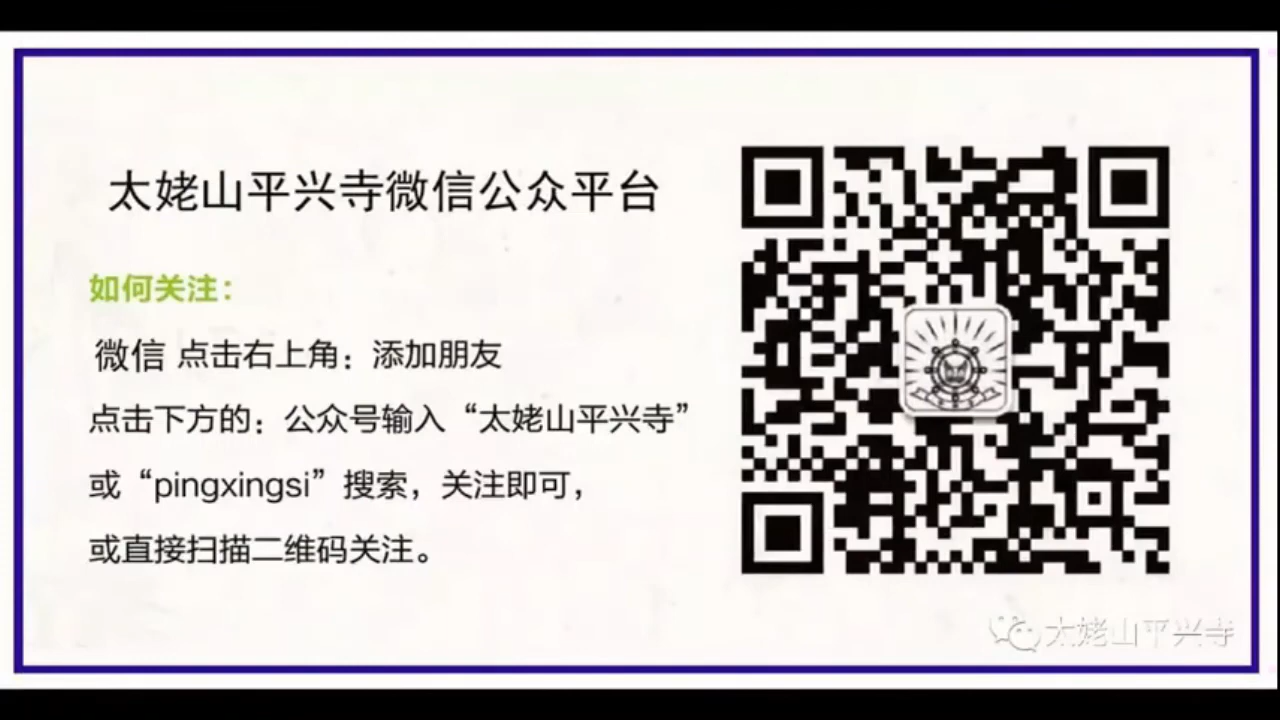 太姥山平兴寺微信公众平台
如何关注：
微信 点击右上角：添加朋友
点击下方的：公众号输入“太姥山平兴寺”
或“pingxingsi”搜索，关注即可，
或直接扫描二维码关注。
太姥山平兴寺